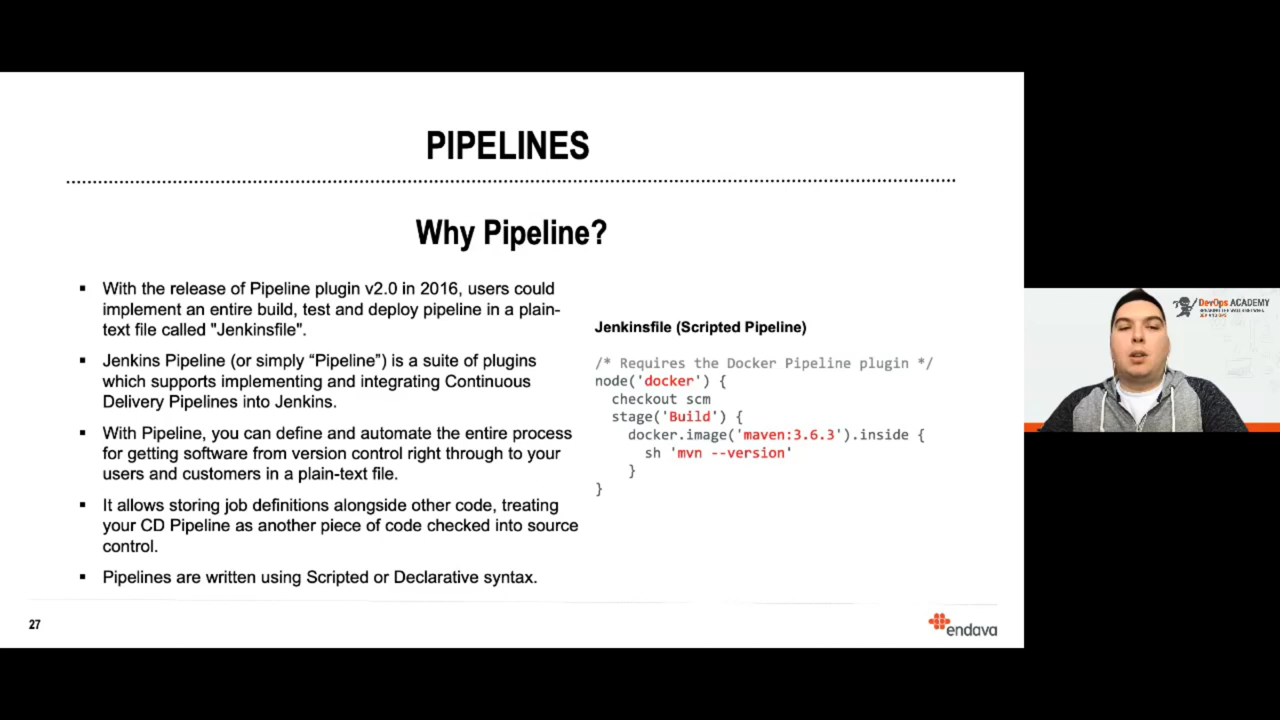 PIPELINES
Why Pipeline?
▪ With the release of Pipeline plugin v2.0 in 2016, users could
implement an entire build, test and deploy pipeline in a plain-
text file called "Jenkinsfile".
▪ Jenkins Pipeline (or simply “Pipeline”) is a suite of plugins
which supports implementing and integrating Continuous
Delivery Pipelines into Jenkins.
▪ With Pipeline, you can define and automate the entire process
for getting software from version control right through to your
users and customers in a plain-text file.
▪ It allows storing job definitions alongside other code, treating
your CD Pipeline as another piece of code checked into source
control.
▪ Pipelines are written using Scripted or Declarative syntax.
Jenkinsfile (Scripted Pipeline)
/* Requires the Docker Pipeline plugin */
node('docker') {
  checkout scm
  stage('Build') {
    docker.image('maven:3.6.3').inside {
      sh 'mvn --version'
    }
}
27
endava
DevOps ACADEMY